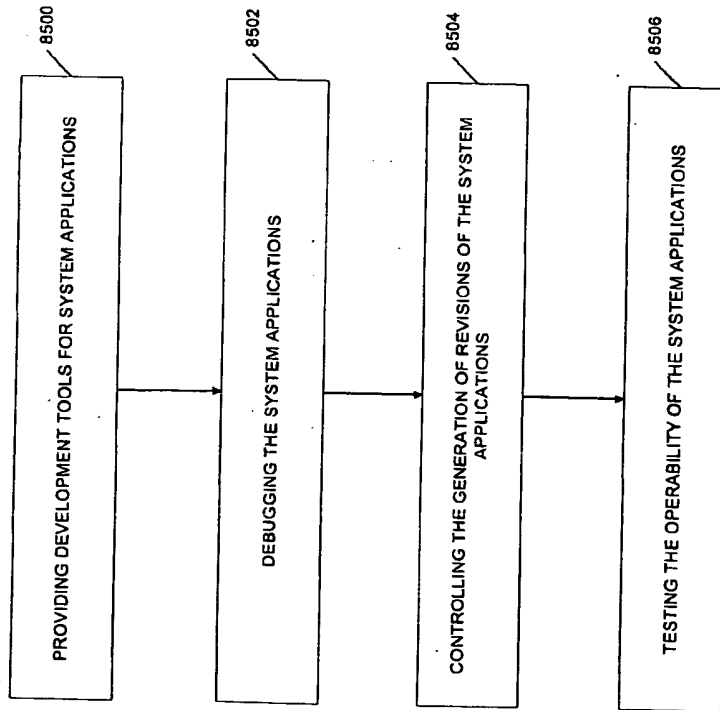 PROVIDING DEVELOPMENT TOOLS FOR SYSTEM APPLICATIONS
8500
DEBUGGING THE SYSTEM APPLICATIONS
8502
CONTROLLING THE GENERATION OF REVISIONS OF THE SYSTEM
APPLICATIONS
8504
TESTING THE OPERABILITY OF THE SYSTEM APPLICATIONS
8506